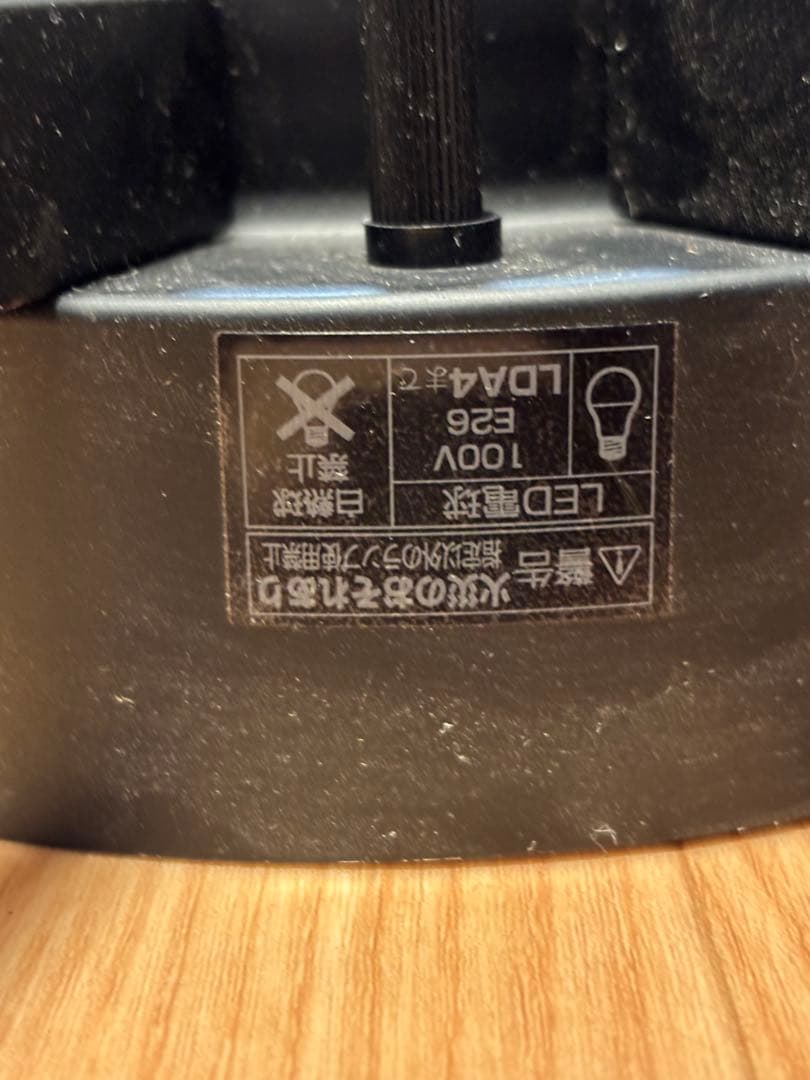 ⚠警告
火災のおそれあり
指定以外のランプ使用禁止
LED電球
100V
E26
LDA4まで
白熱球
禁止